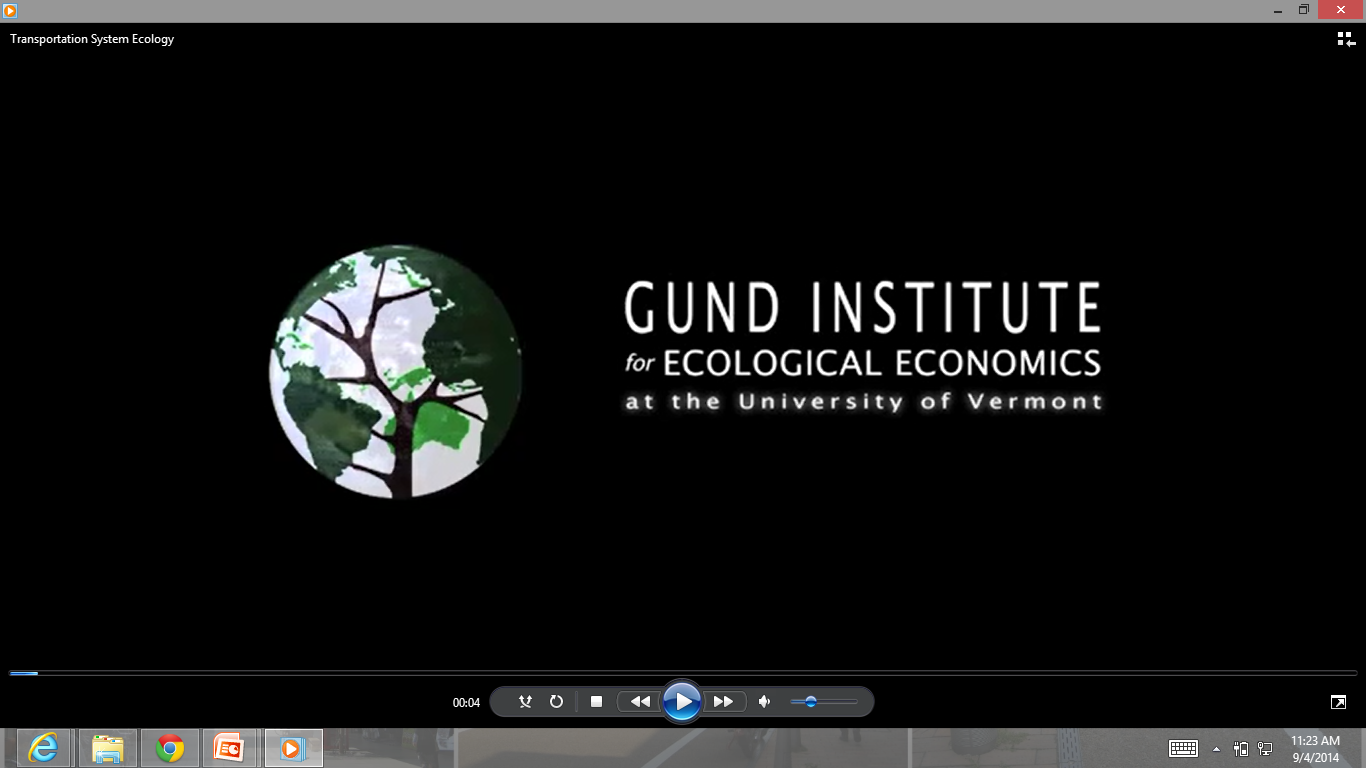 Transportation System Ecology
GUND INSTITUTE
for ECOLOGICAL ECONOMICS
at the University of Vermont
00:04
11:23 AM
9/4/2014